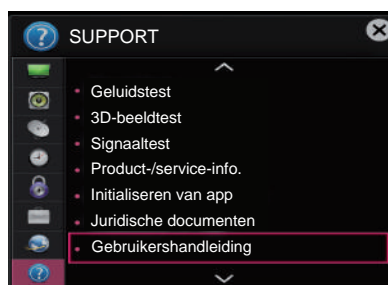 SUPPORT
Geluidstest
3D-beeldtest
Signaaltest
Product-/service-info.
Initialiseren van app
Juridische documenten
Gebruikershandleiding